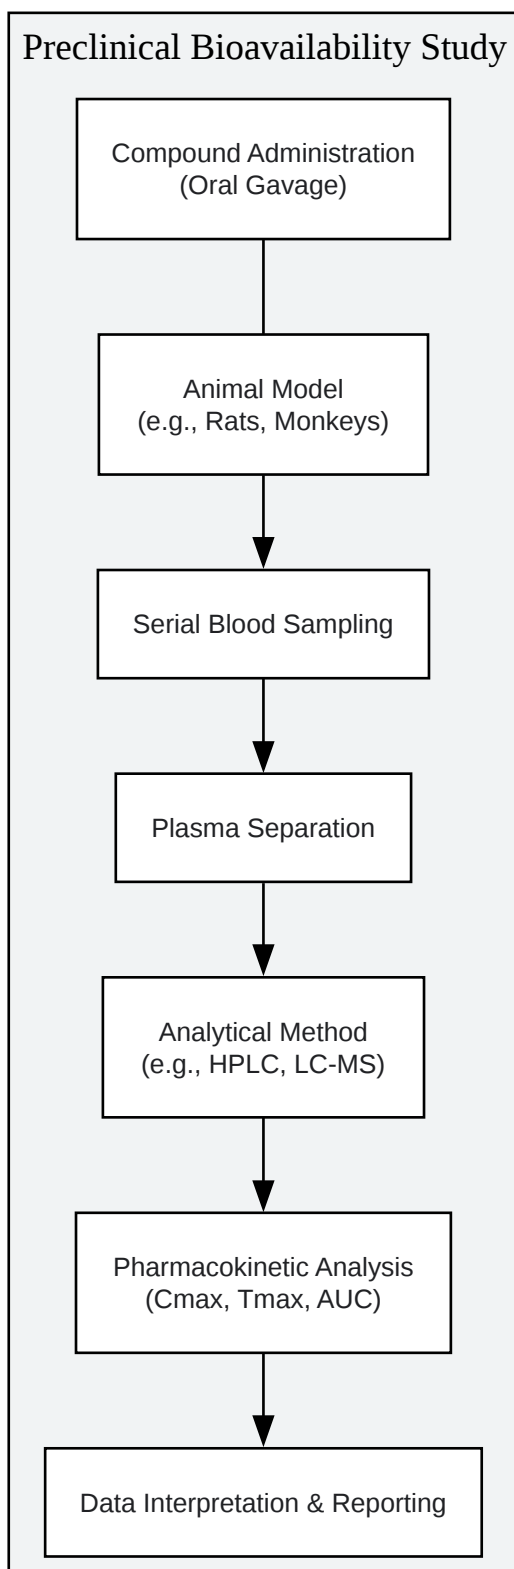 Preclinical Bioavailability Study
Compound Administration
(Oral Gavage)
Animal Model
(e.g., Rats, Monkeys)
Serial Blood Sampling
Plasma Separation
Analytical Method
(e.g., HPLC, LC-MS)
Pharmacokinetic Analysis
(Cmax, Tmax, AUC)
Data Interpretation & Reporting